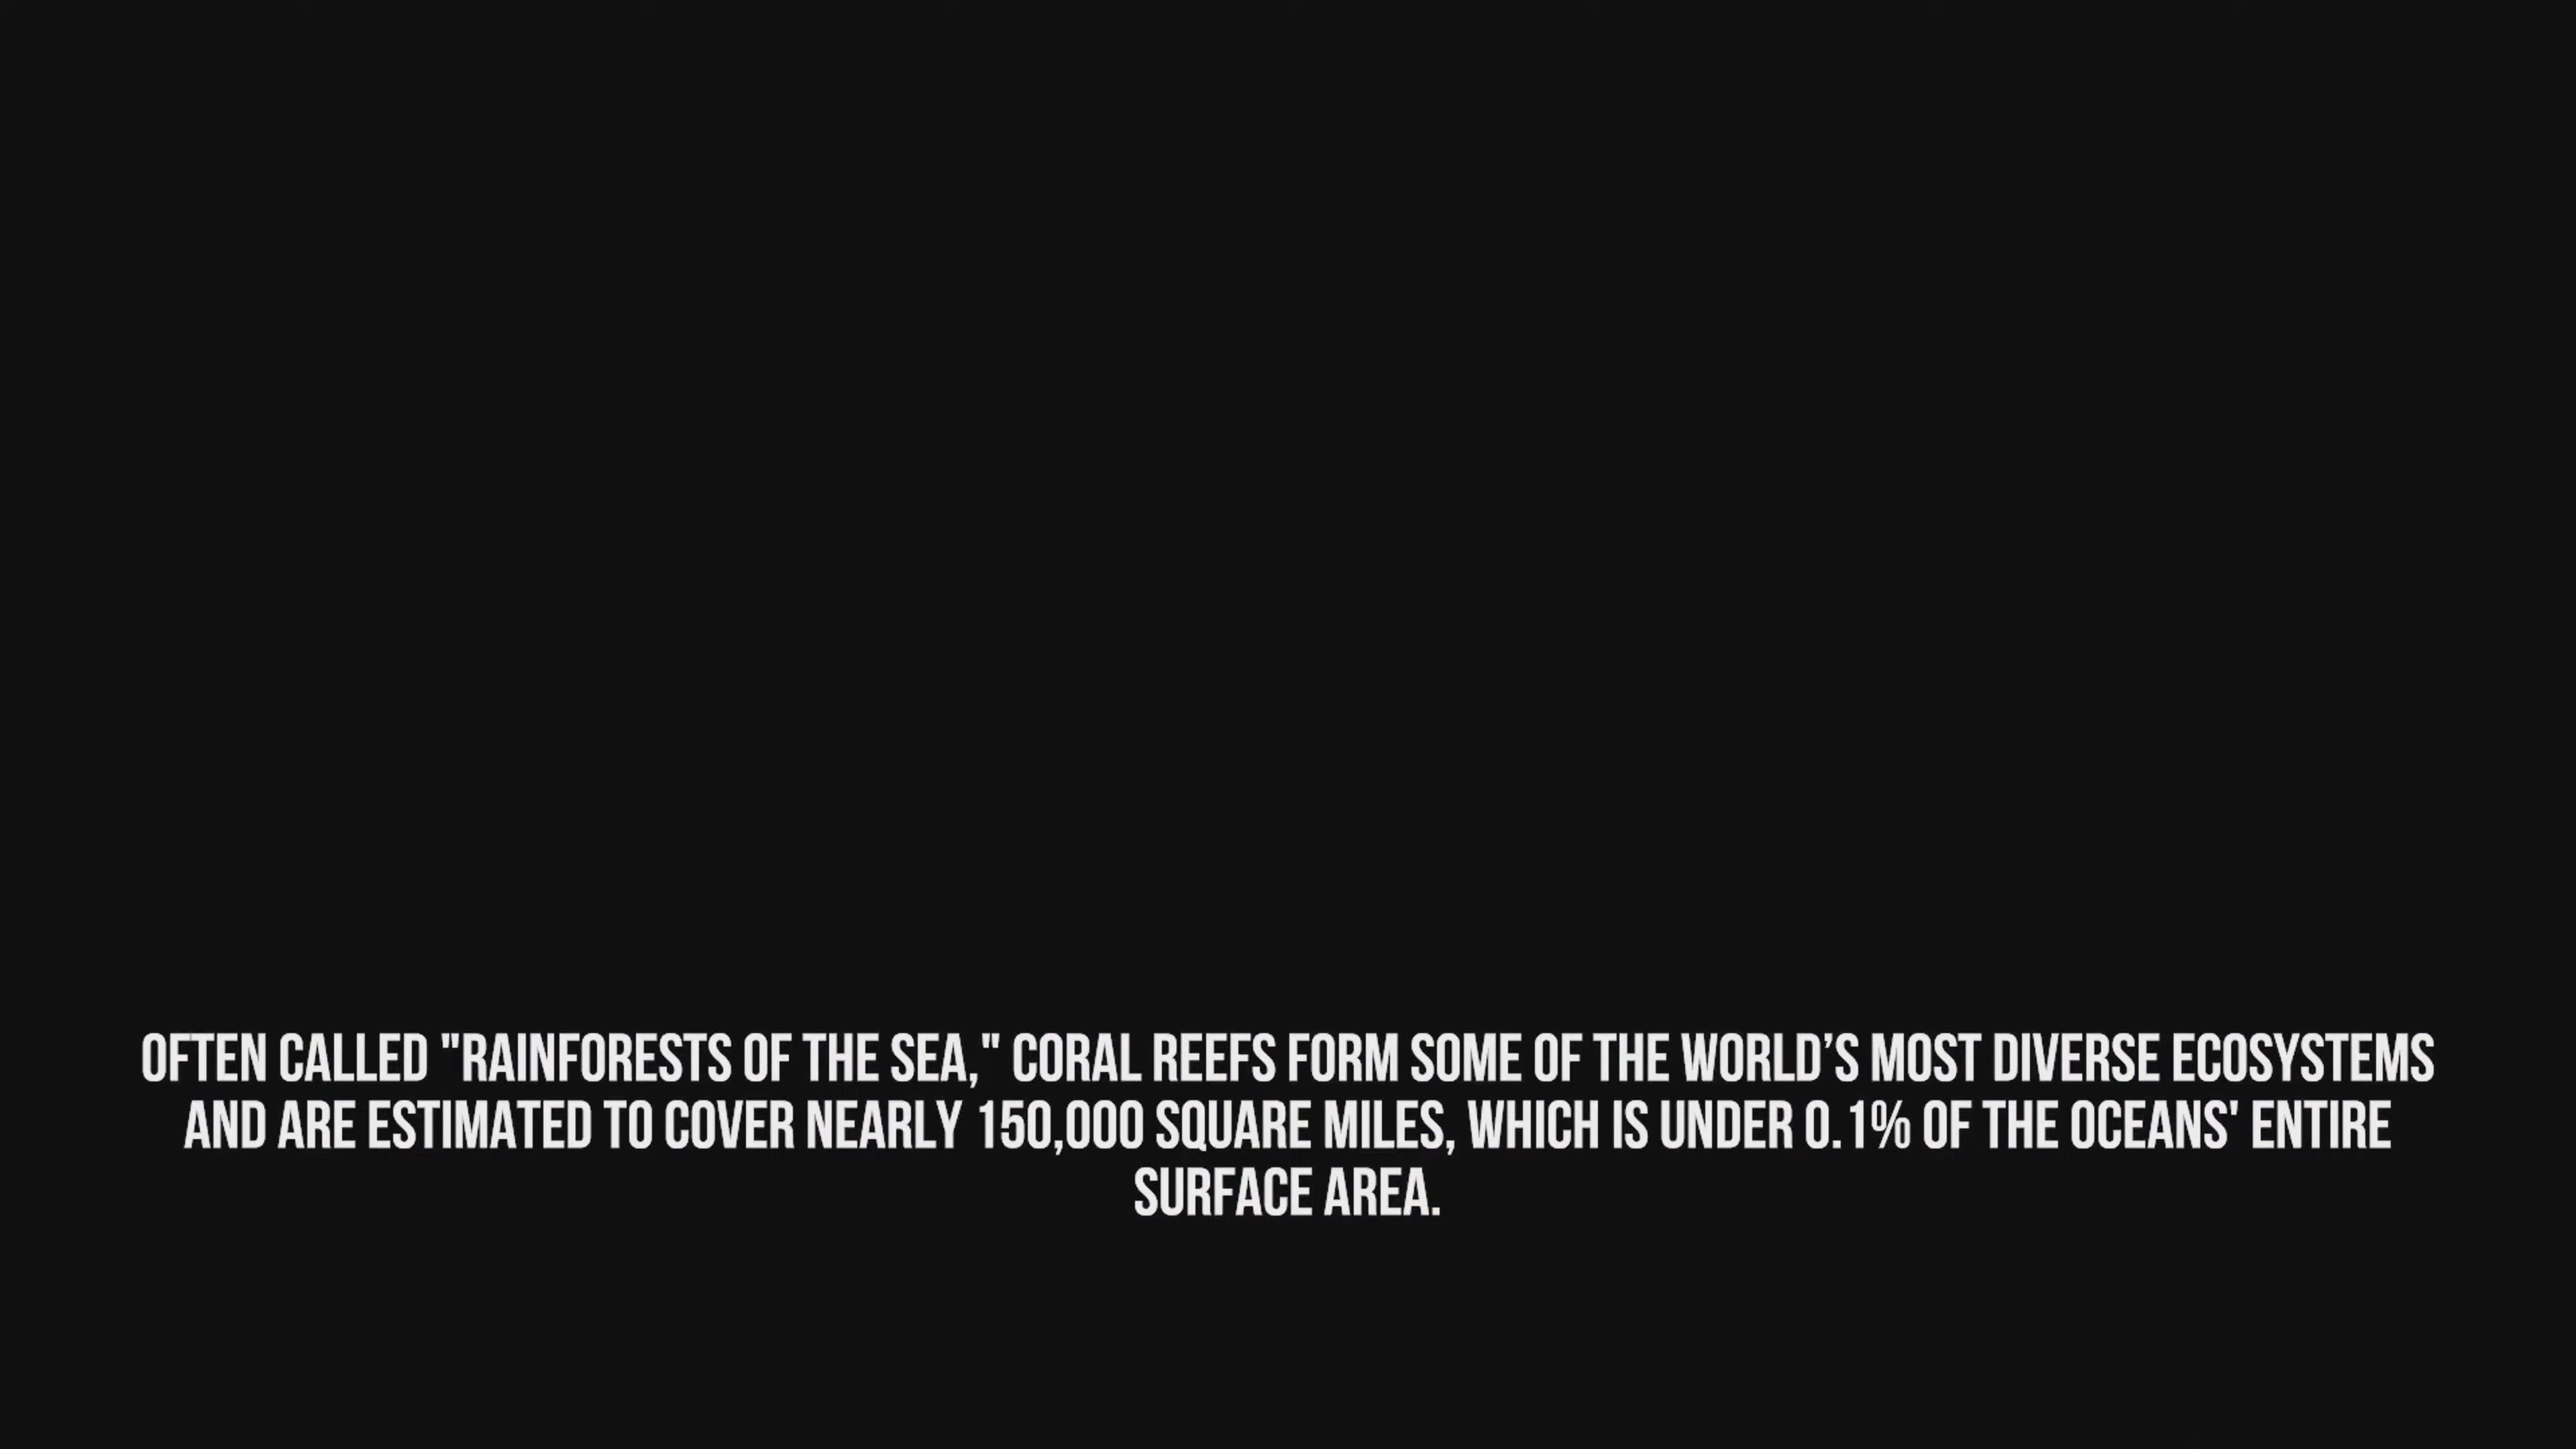 OFTEN CALLED "RAINFORESTS OF THE SEA," CORAL REEFS FORM SOME OF THE WORLD’S MOST DIVERSE ECOSYSTEMS
AND ARE ESTIMATED TO COVER NEARLY 150,000 SQUARE MILES, WHICH IS UNDER 0.1% OF THE OCEANS' ENTIRE
SURFACE AREA.